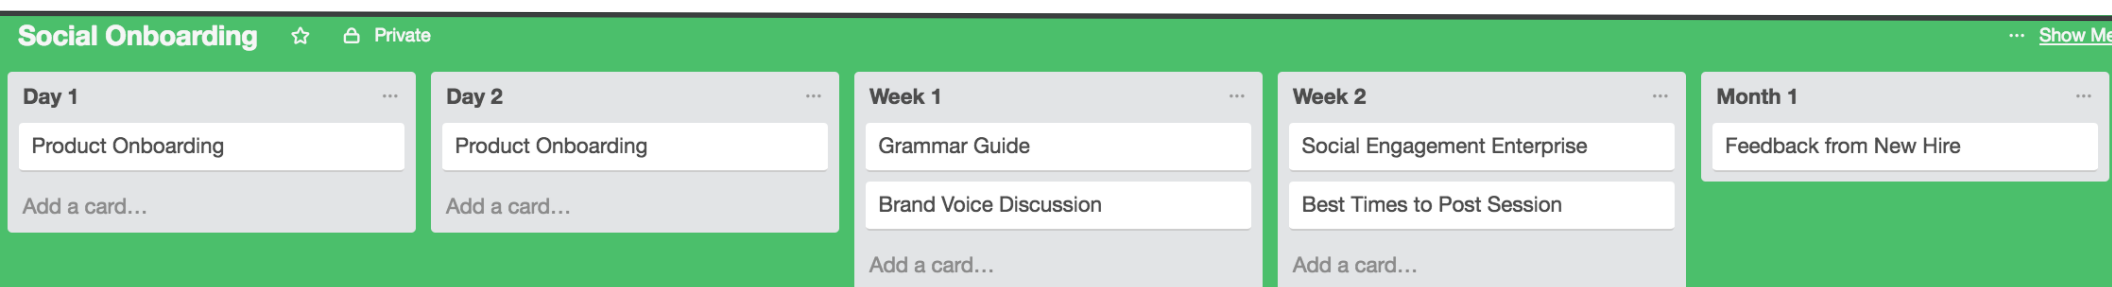 Social Onboarding Private ... Show Me
Day 1 ...
Product Onboarding
Add a card...
Day 2 ...
Product Onboarding
Add a card...
Week 1 ...
Grammar Guide
Brand Voice Discussion
Add a card...
Week 2 ...
Social Engagement Enterprise
Best Times to Post Session
Add a card...
Month 1 ...
Feedback from New Hire